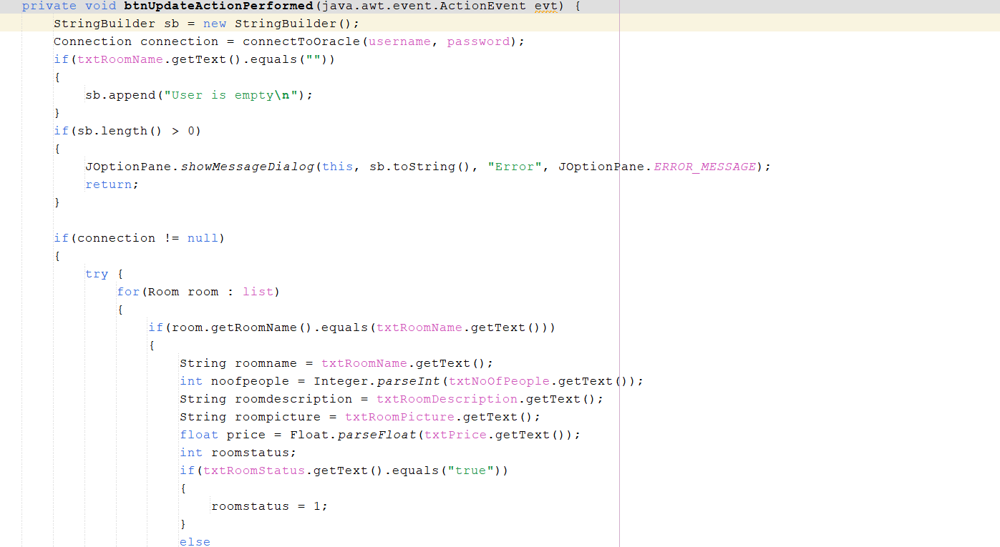 private void btnUpdateActionPerformed(java.awt.event.ActionEvent evt) {
    StringBuilder sb = new StringBuilder();
    Connection connection = connectToOracle(username, password);
    if(txtRoomName.getText().equals(""))
    {
        sb.append("User is empty\n");
    }
    if(sb.length() > 0)
    {
        JOptionPane.showMessageDialog(this, sb.toString(), "Error", JOptionPane.ERROR_MESSAGE);
        return;
    }

    if(connection != null)
    {
        try {
            for(Room room : list)
            {
                if(room.getRoomName().equals(txtRoomName.getText()))
                {
                    String roomname = txtRoomName.getText();
                    int noofpeople = Integer.parseInt(txtNoOfPeople.getText());
                    String roomdescription = txtRoomDescription.getText();
                    String roompicture = txtRoomPicture.getText();
                    float price = Float.parseFloat(txtPrice.getText());
                    int roomstatus;
                    if(txtRoomStatus.getText().equals("true"))
                    {
                        roomstatus = 1;
                    }
                    else